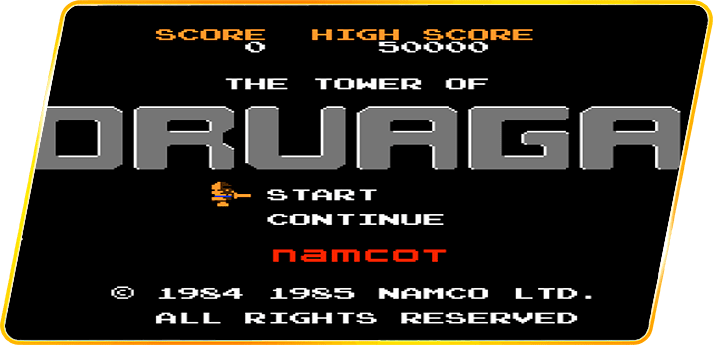 SCORE HIGH SCORE
0 50000
THE TOWER OF
DRUAGA
START
CONTINUE
namcot
© 1984 1985 NAMCO LTD.
ALL RIGHTS RESERVED